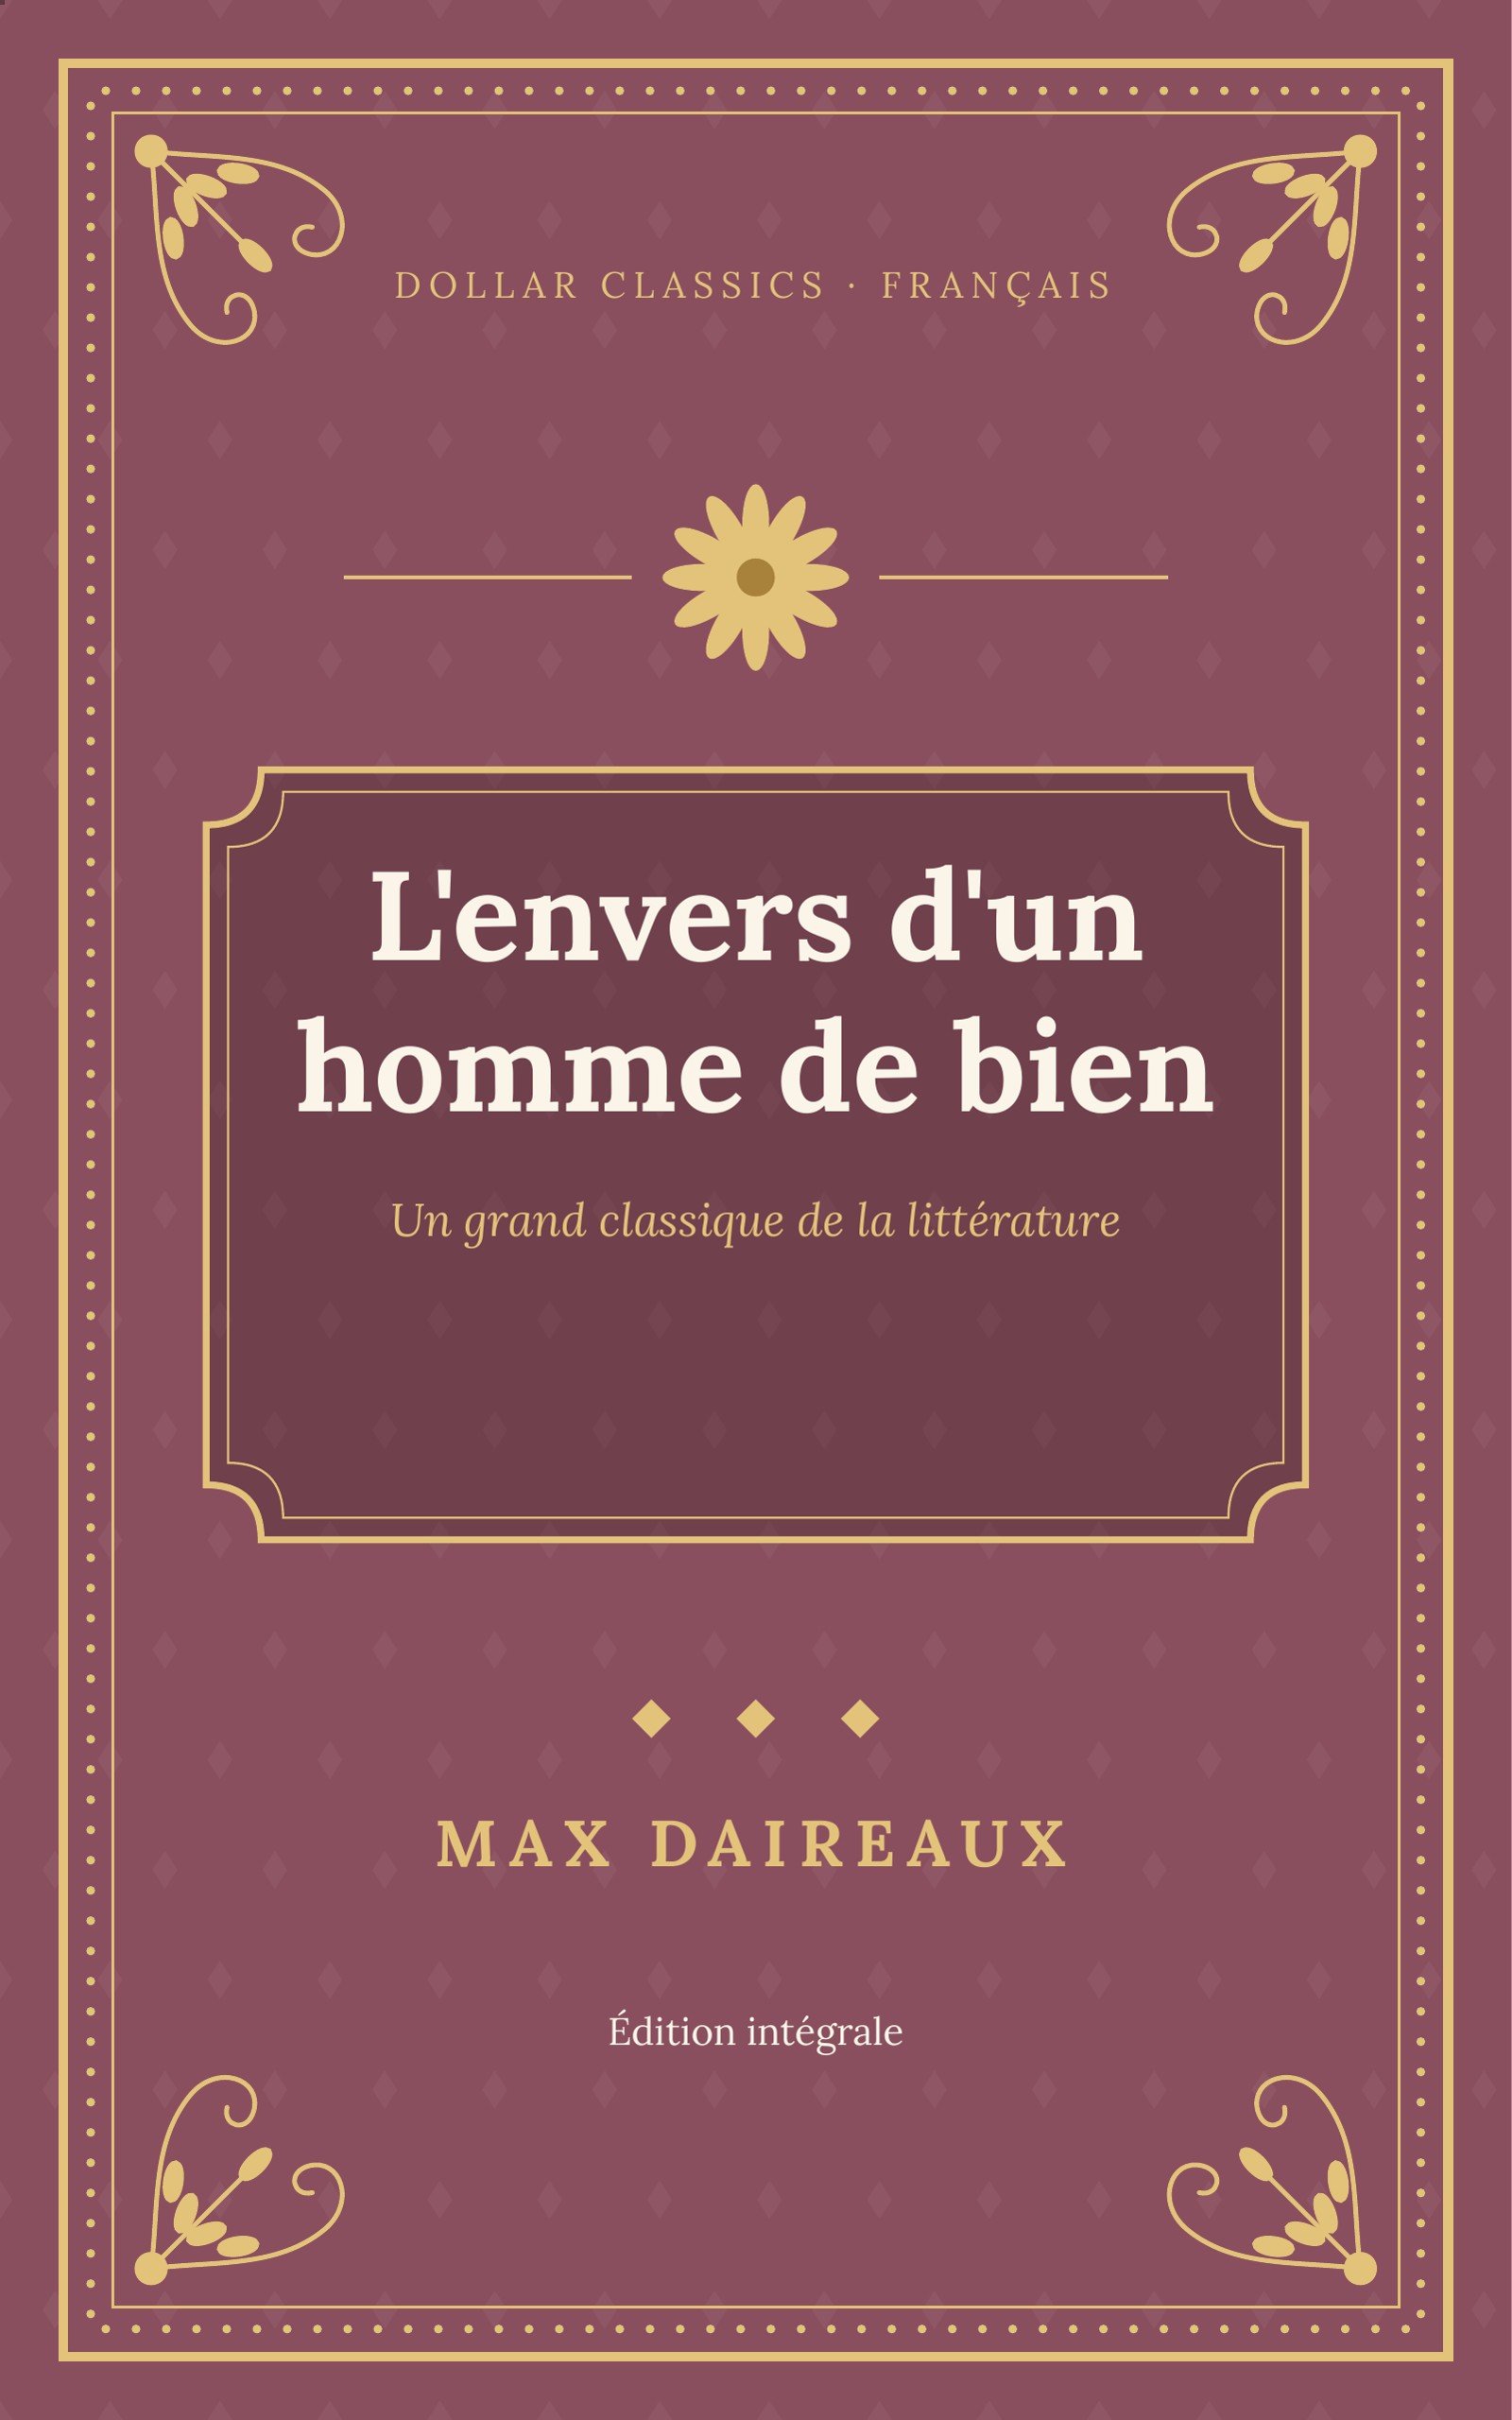 DOLLAR CLASSICS · FRANÇAIS
L'envers d'un
homme de bien
Un grand classique de la littérature
MAX DAIREAUX
Édition intégrale